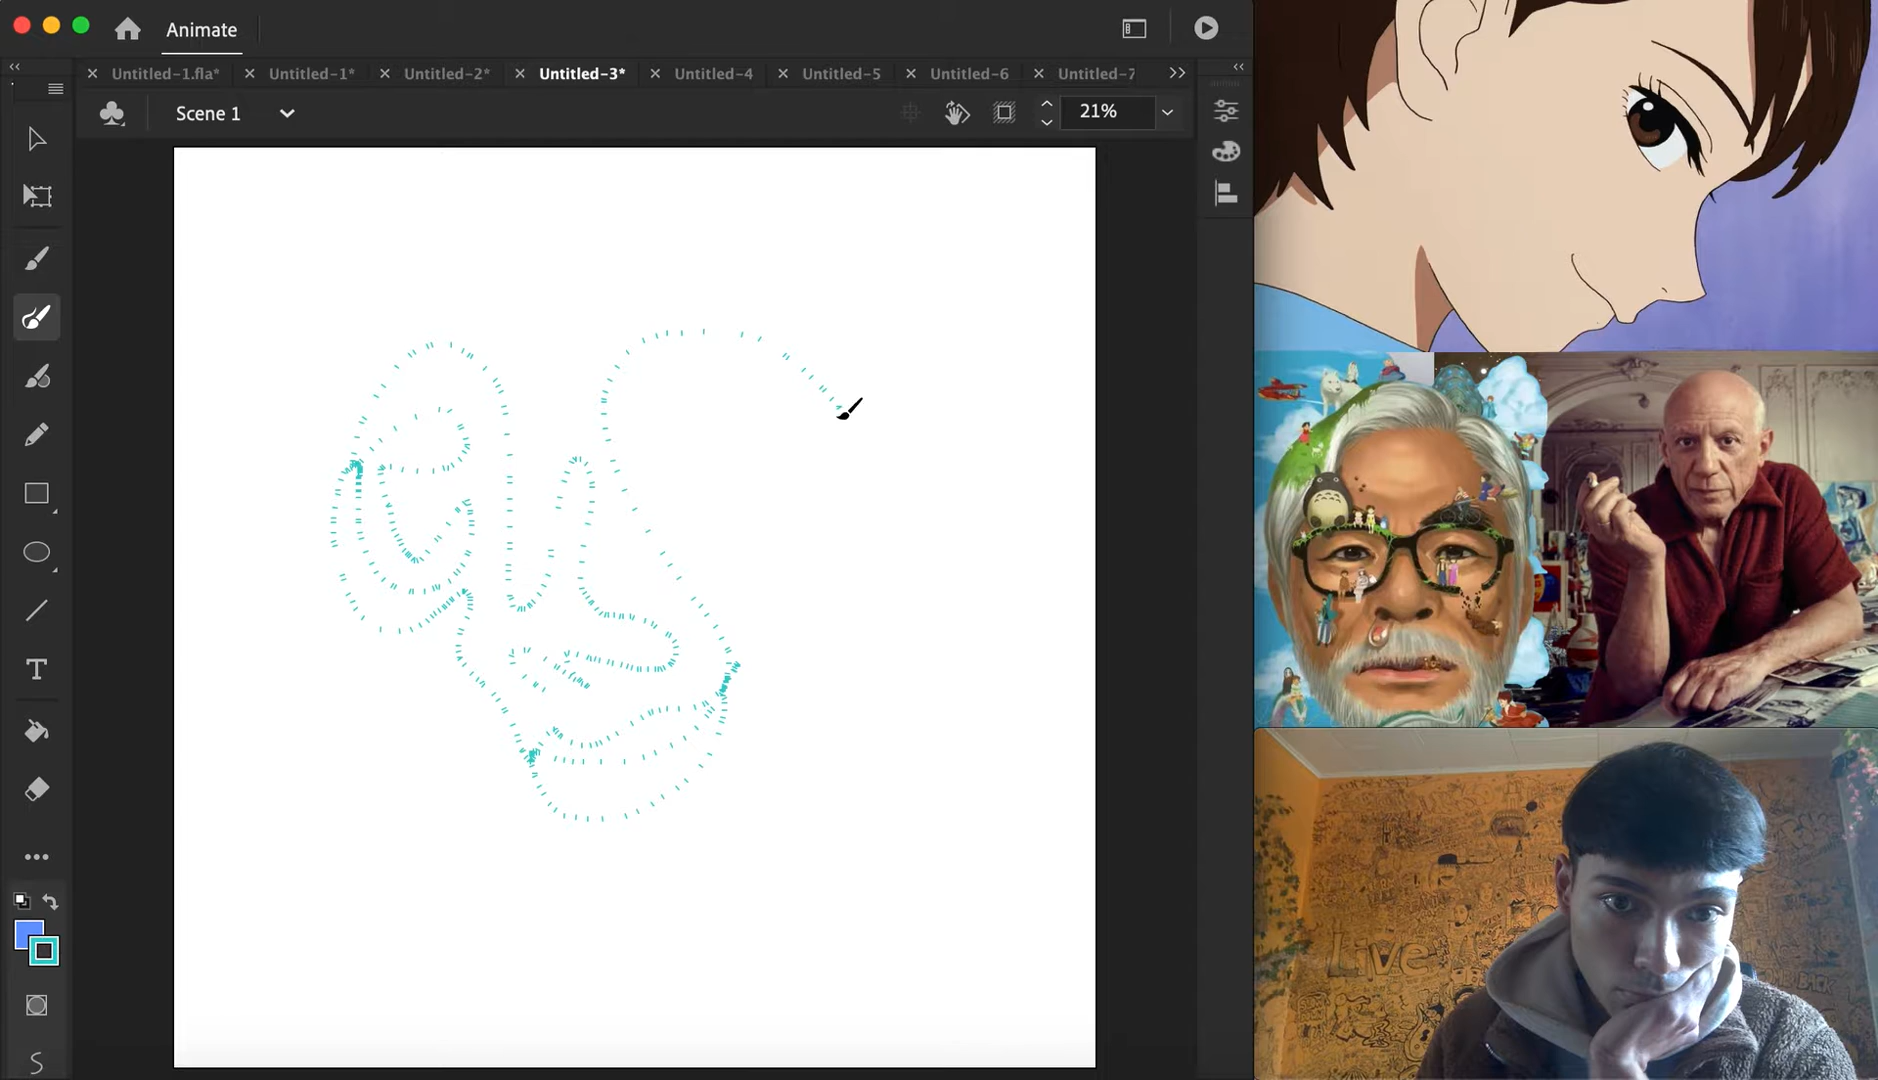 Animate
Untitled-1.fla* Untitled-1* Untitled-2* Untitled-3* Untitled-4 Untitled-5 Untitled-6 Untitled-7
Scene 1
21%
T
Live
BACK